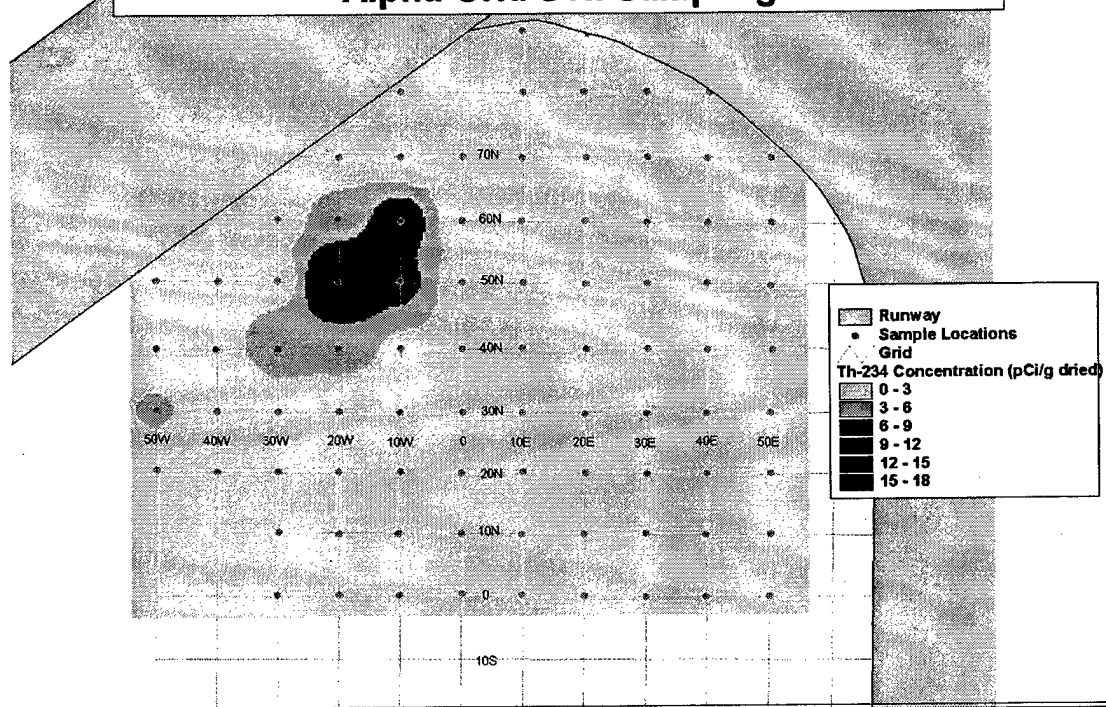 Alpha Grid Soil Sampling
70N
60N
50N
40N
30N
50W 40W 30W 20W 10W 0 10E 20E 30E 40E 50E
20N
10N
0
10S
Runway
Sample Locations
Grid
Th-234 Concentration (pCi/g dried)
0 - 3
3 - 6
6 - 9
9 - 12
12 - 15
15 - 18